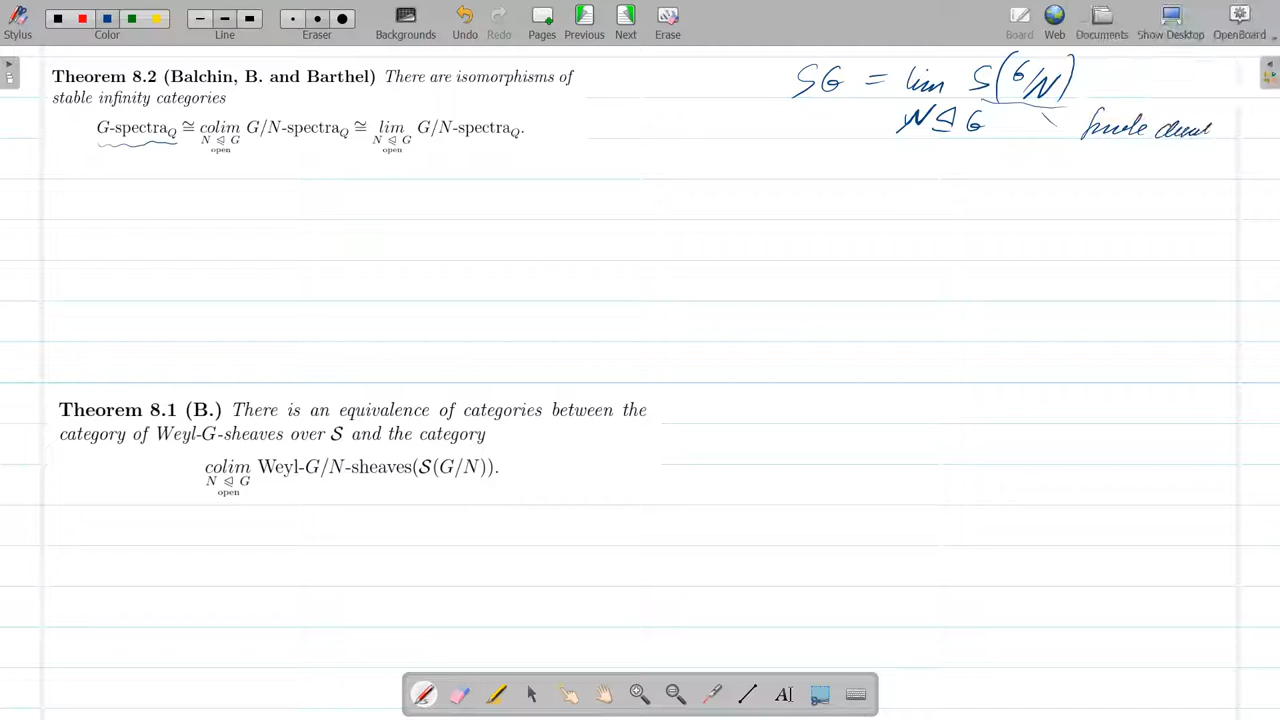 Stylus
Color
Line
Eraser
Backgrounds
Undo
Redo
Pages
Previous
Next
Erase
Board
Web
Documents
Show Desktop
OpenBoard
Theorem 8.2 (Balchin, B. and Barthel) There are isomorphisms of
stable infinity categories
G-spectra_Q ≅ colim G/N-spectra_Q ≅ lim G/N-spectra_Q.
N ⊴ G N ⊴ G
open open
SG = lim S(G/N)
N ⊴ G
Theorem 8.1 (B.) There is an equivalence of categories between the
category of Weyl-G-sheaves over S and the category
colim Weyl-G/N-sheaves(S(G/N)).
N ⊴ G
open